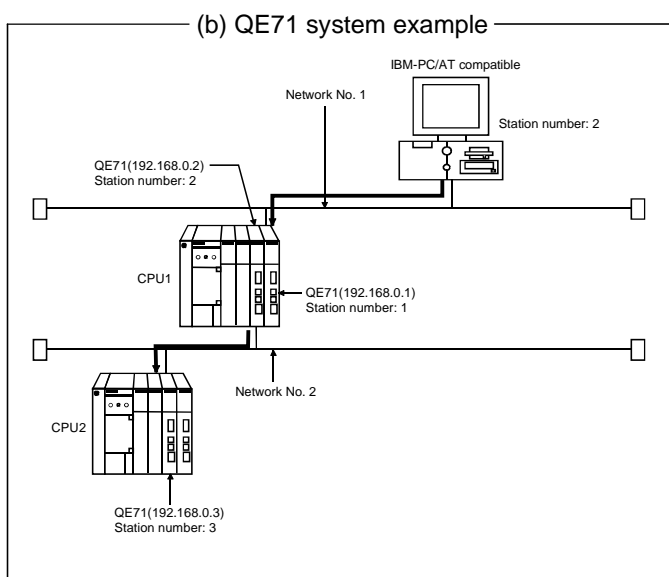 (b) QE71 system example
IBM-PC/AT compatible
Network No. 1
Station number: 2
QE71(192.168.0.2)
Station number: 2
CPU1
QE71(192.168.0.1)
Station number: 1
Network No. 2
CPU2
QE71(192.168.0.3)
Station number: 3